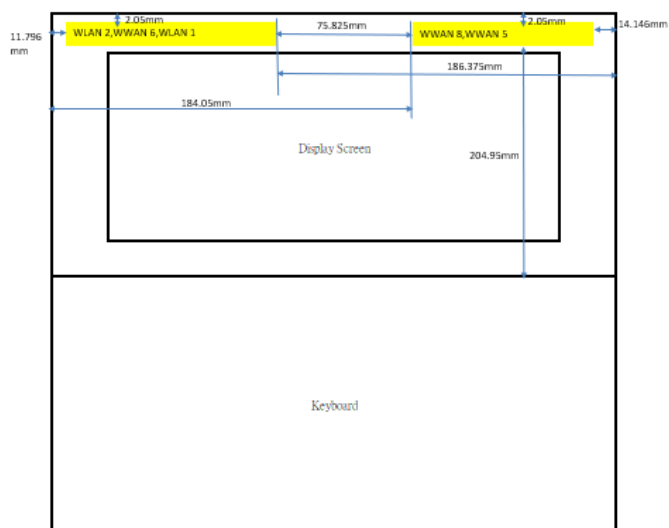 2.05mm
2.05mm
14.146mm
11.796
mm
WLAN 2,WWAN 6,WLAN 1
75.825mm
WWAN 8,WWAN 5
186.375mm
184.05mm
Display Screen
204.95mm
Keyboard